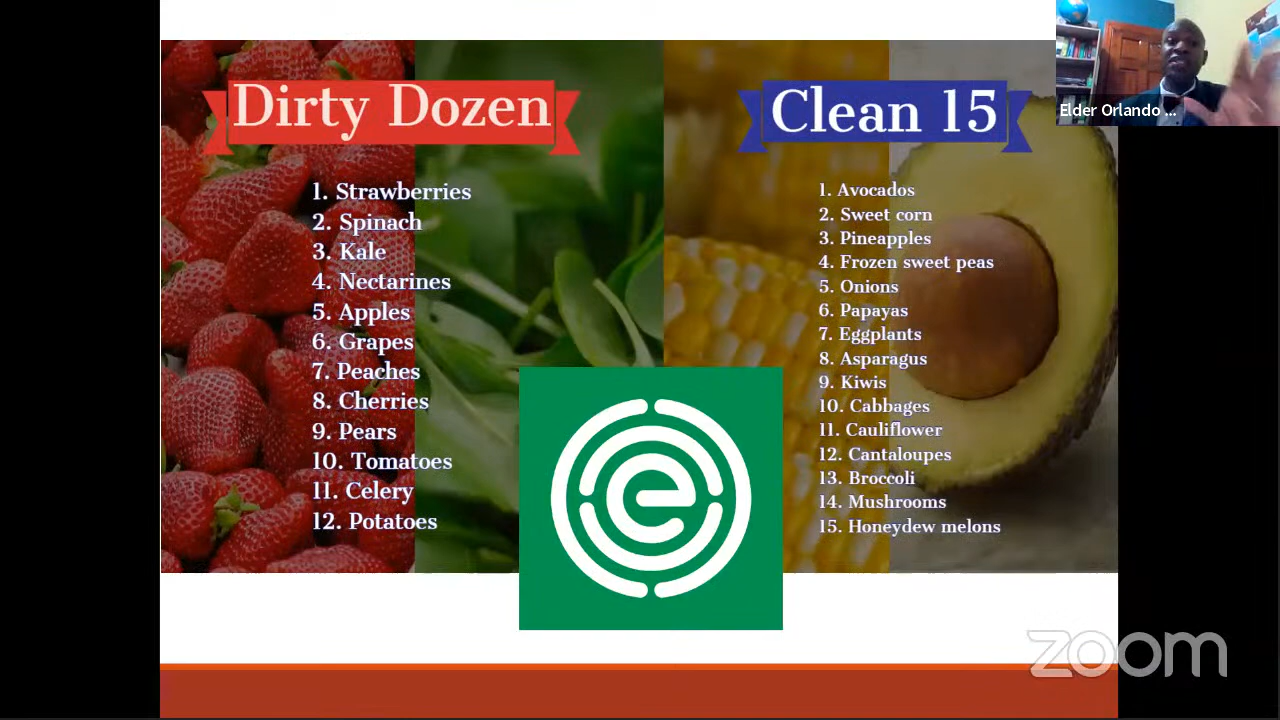 Dirty Dozen
1. Strawberries
2. Spinach
3. Kale
4. Nectarines
5. Apples
6. Grapes
7. Peaches
8. Cherries
9. Pears
10. Tomatoes
11. Celery
12. Potatoes
Clean 15
1. Avocados
2. Sweet corn
3. Pineapples
4. Frozen sweet peas
5. Onions
6. Papayas
7. Eggplants
8. Asparagus
9. Kiwis
10. Cabbages
11. Cauliflower
12. Cantaloupes
13. Broccoli
14. Mushrooms
15. Honeydew melons
e
Elder Orlando ...
zoom